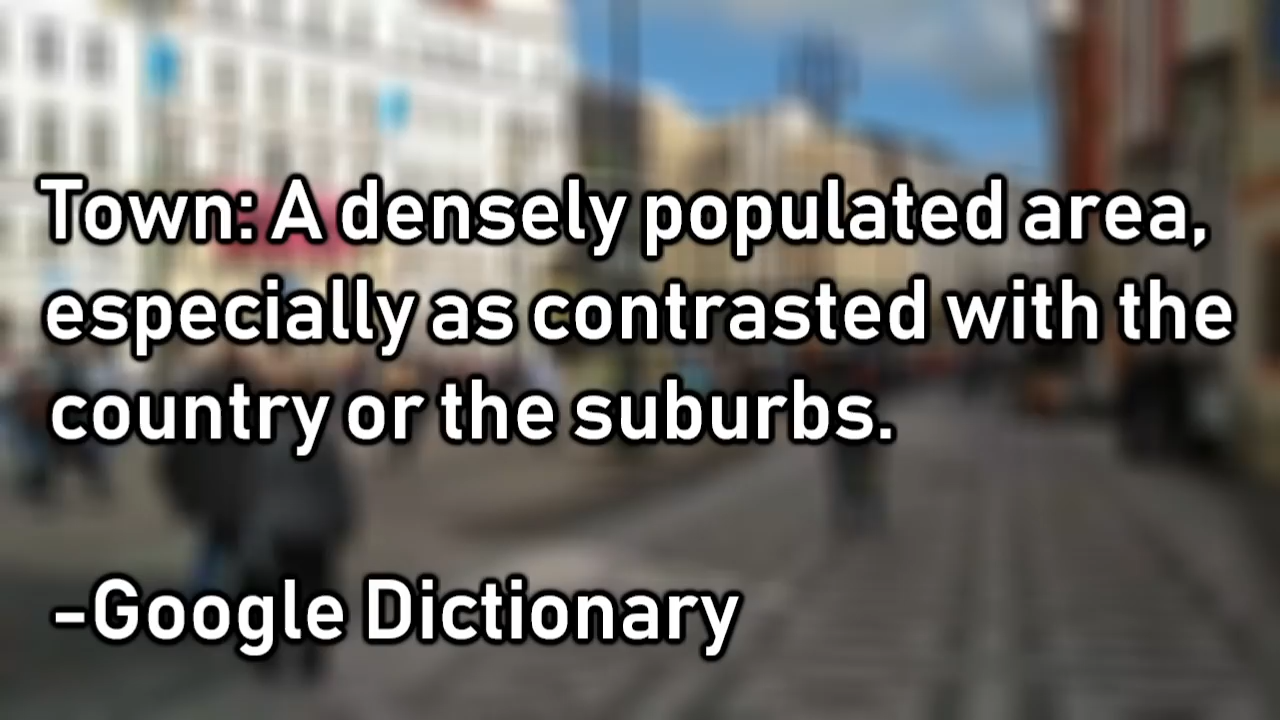 Town: A densely populated area,
especially as contrasted with the
country or the suburbs.
-Google Dictionary